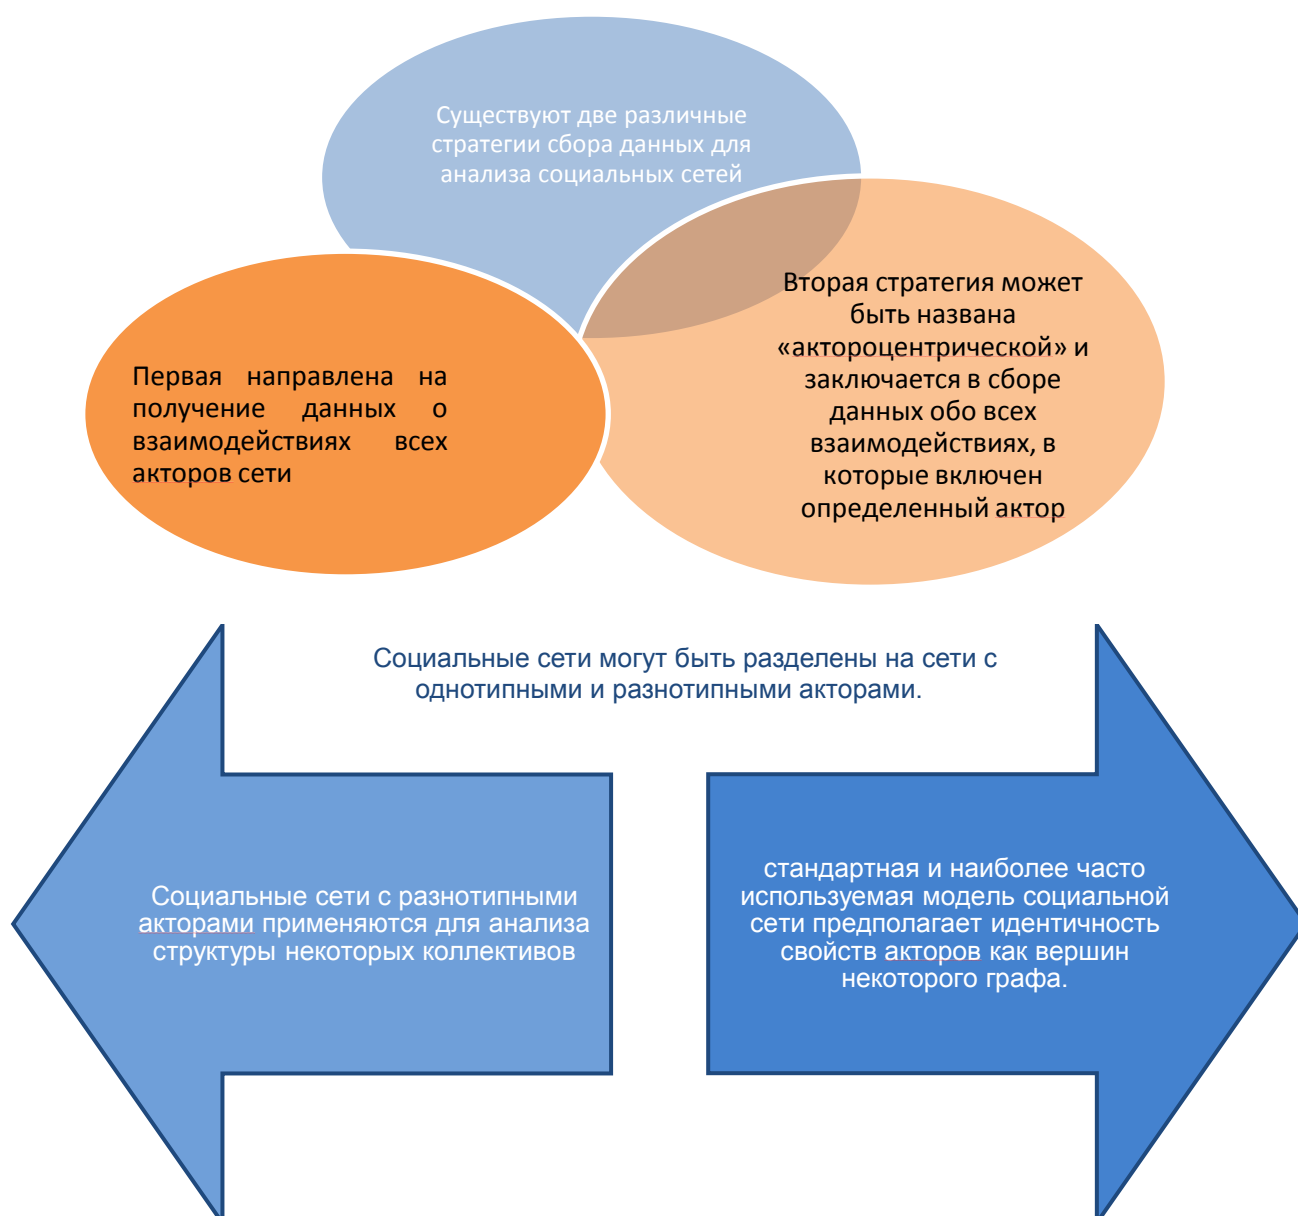 Существуют две различные
стратегии сбора данных для
анализа социальных сетей
Первая направлена на
получение данных о
взаимодействиях всех
акторов сети
Вторая стратегия может
быть названа
«актороцентрической» и
заключается в сборе
данных обо всех
взаимодействиях, в
которые включен
определенный актор
Социальные сети могут быть разделены на сети с
однотипными и разнотипными акторами.
Социальные сети с разнотипными
акторами применяются для анализа
структуры некоторых коллективов
стандартная и наиболее часто
используемая модель социальной
сети предполагает идентичность
свойств акторов как вершин
некоторого графа.